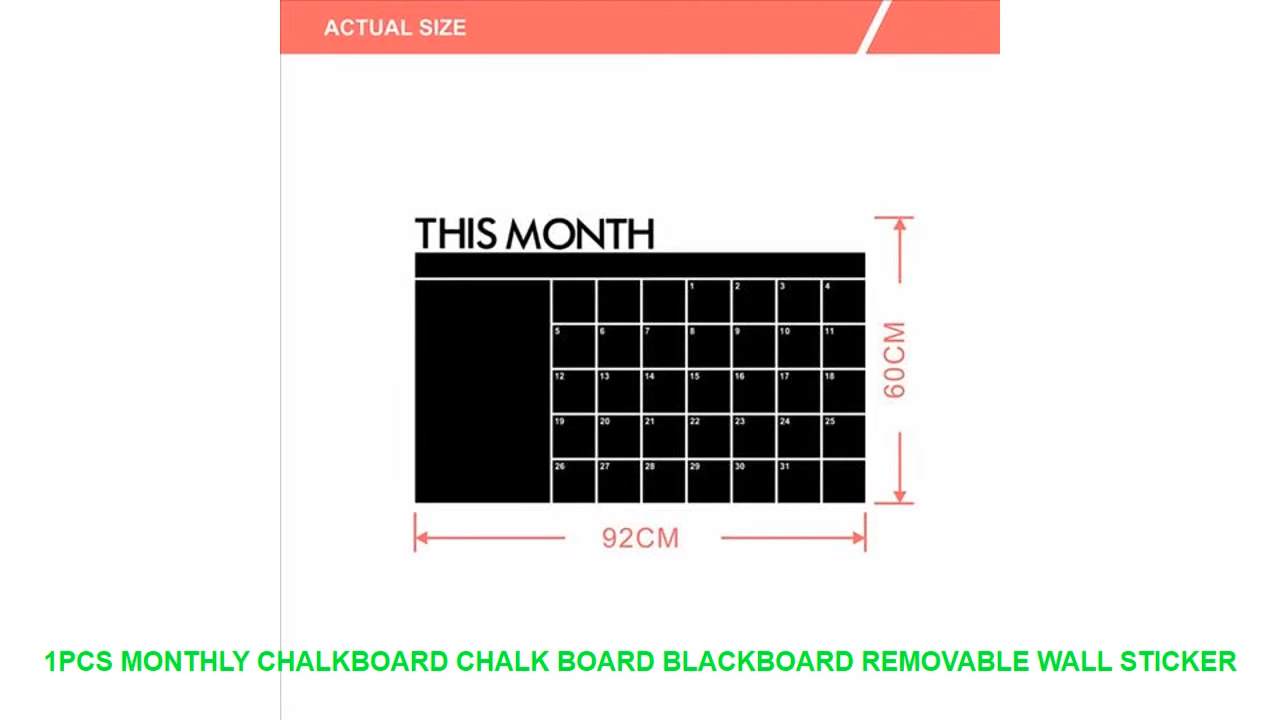 ACTUAL SIZE
THIS MONTH
1 2 3 4
5 6 7 8 9 10 11
12 13 14 15 16 17 18
19 20 21 22 23 24 25
26 27 28 29 30 31
60CM
92CM
1PCS MONTHLY CHALKBOARD CHALK BOARD BLACKBOARD REMOVABLE WALL STICKER